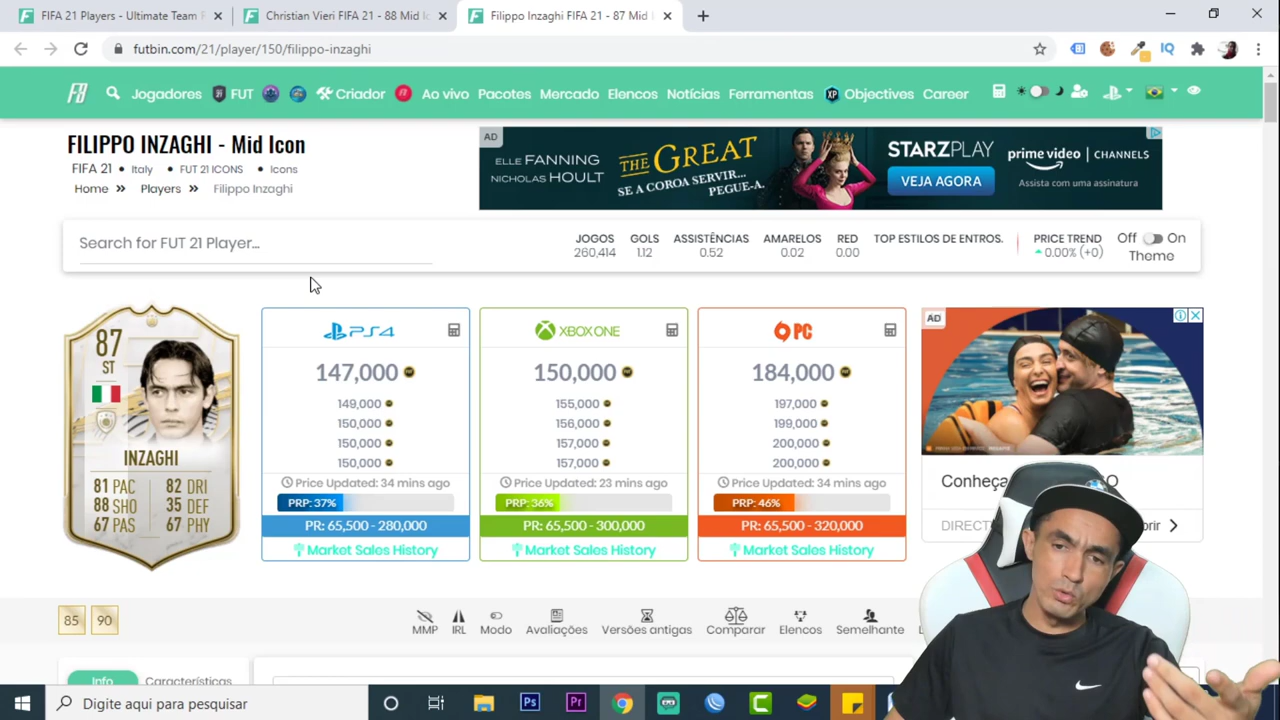 FIFA 21 Players - Ultimate Team
Christian Vieri FIFA 21 - 88 Mid Ic
Filippo Inzaghi FIFA 21 - 87 Mid
futbin.com/21/player/150/filippo-inzaghi
IQ
Jogadores FUT Criador Ao vivo Pacotes Mercado Elencos Notícias Ferramentas XP Objectives Career
FILIPPO INZAGHI - Mid Icon
FIFA 21 • Italy • FUT 21 ICONS • Icons
Home » Players » Filippo Inzaghi
AD
ELLE FANNING
NICHOLAS HOULT
THE GREAT
SE A COROA SERVIR...
PEGUE-A.
STARZPLAY
VEJA AGORA
prime video | CHANNELS
Assista com uma assinatura
Search for FUT 21 Player...
JOGOS GOLS ASSISTÊNCIAS AMARELOS RED TOP ESTILOS DE ENTROS. PRICE TREND Off On
260,414 1.12 0.52 0.02 0.00 0.00% (+0) Theme
87
ST
INZAGHI
81 PAC 82 DRI
88 SHO 35 DEF
67 PAS 67 PHY
PS4
147,000
149,000
150,000
150,000
150,000
Price Updated: 34 mins ago
PRP: 37%
PR: 65,500 - 280,000
Market Sales History
XBOX ONE
150,000
155,000
156,000
157,000
157,000
Price Updated: 23 mins ago
PRP: 36%
PR: 65,500 - 300,000
Market Sales History
PC
184,000
197,000
199,000
200,000
200,000
Price Updated: 34 mins ago
PRP: 46%
PR: 65,500 - 320,000
Market Sales History
AD
Conheça
DIRECT
85 90
MMP IRL Modo Avaliações Versões antigas Comparar Elencos Semelhante
Info Características
Digite aqui para pesquisar
Ps Pr